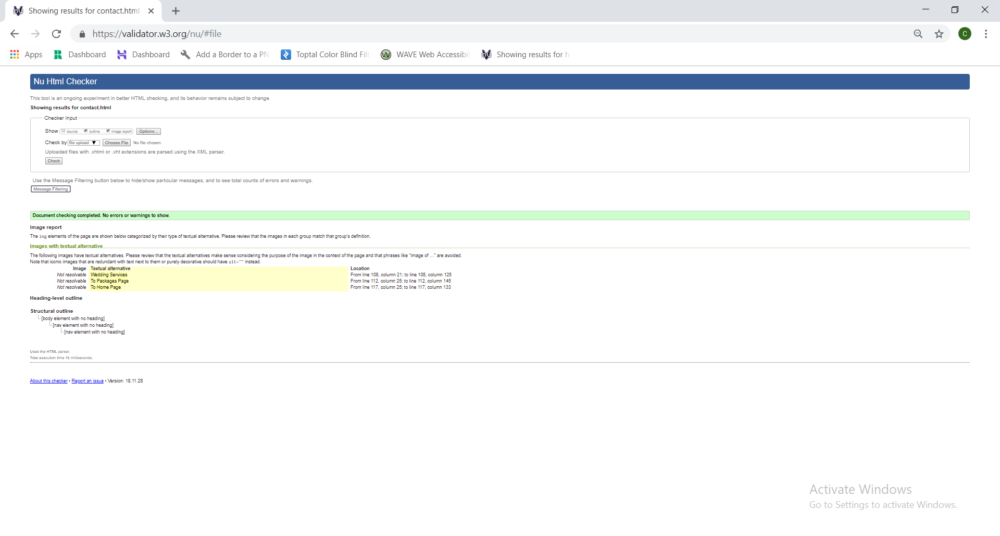 Showing results for contact.html
https://validator.w3.org/nu/#file
C
Apps
Dashboard
Dashboard
Add a Border to a PN
Toptal Color Blind Filt
WAVE Web Accessibil
Showing results for h
Nu Html Checker
This tool is an ongoing experiment in better HTML checking, and its behavior remains subject to change
Showing results for contact.html
Checker Input
Show source outline image report Options...
Check by file upload Choose File No file chosen
Uploaded files with .xhtml or .xht extensions are parsed using the XML parser.
Check
Use the Message Filtering button below to hide/show particular messages, and to see total counts of errors and warnings.
Message Filtering
Document checking completed. No errors or warnings to show.
Image report
The img elements of the page are shown below categorized by their type of textual alternative. Please review that the images in each group match that group's definition.
Images with textual alternative
The following images have textual alternatives. Please review that the textual alternatives make sense considering the purpose of the image in the context of the page and that phrases like "Image of ..." are avoided.
Note that iconic images that are redundant with text next to them or purely decorative should have alt="" instead.
Image Textual alternative Location
Not resolvable Wedding Services From line 108, column 21; to line 108, column 125
Not resolvable To Packages Page From line 112, column 25; to line 112, column 145
Not resolvable To Home Page From line 117, column 25; to line 117, column 133
Heading-level outline
Structural outline
[body element with no heading]
[nav element with no heading]
[nav element with no heading]
Used the HTML parser.
Total execution time 16 milliseconds.
About this checker • Report an issue • Version: 18.11.28
Activate Windows
Go to Settings to activate Windows.